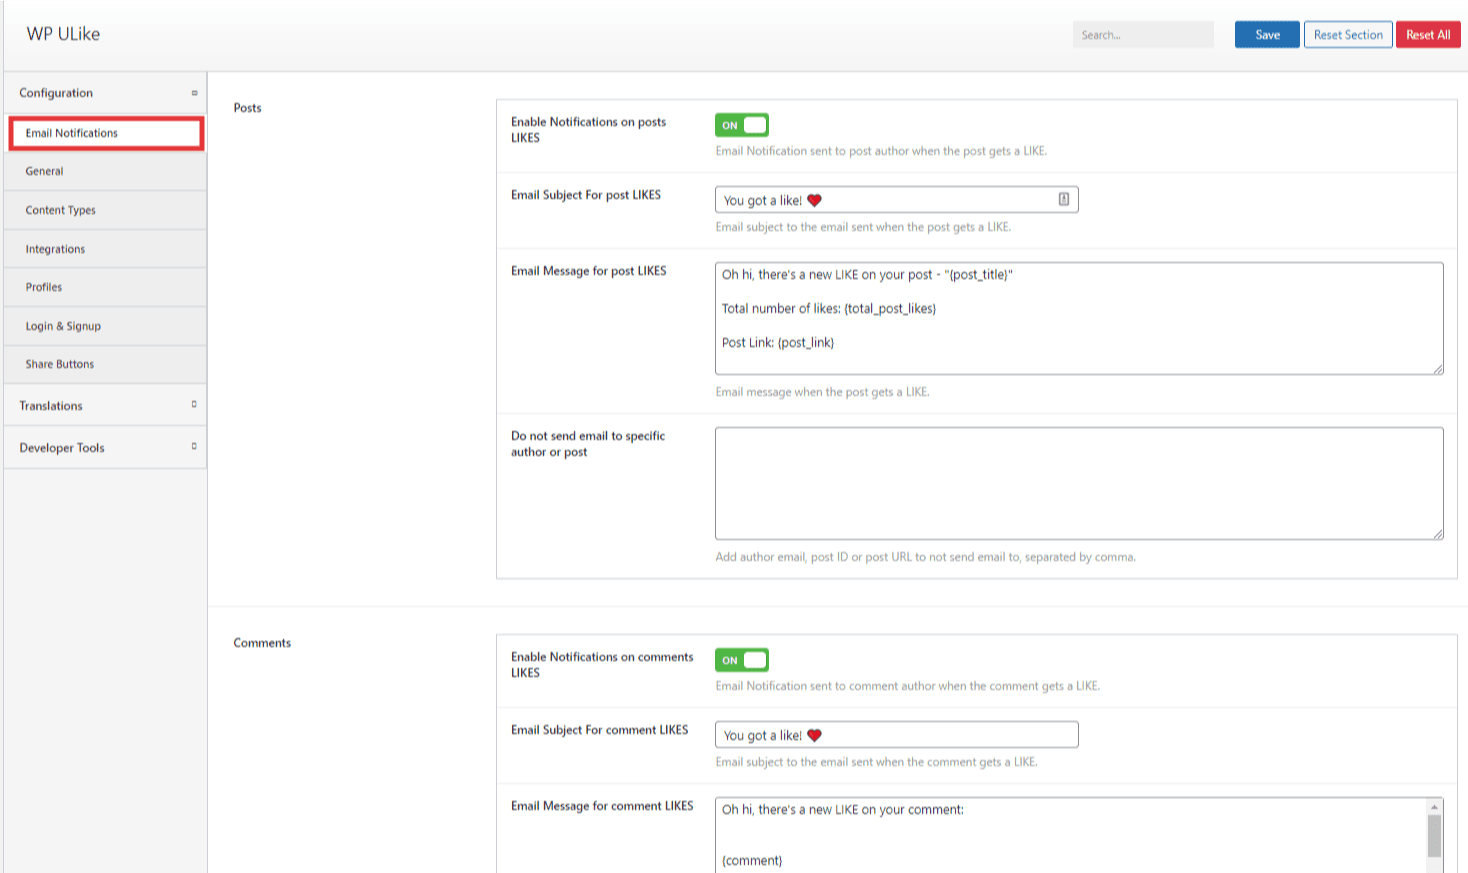 WP ULike
Search...
Save
Reset Section
Reset All
Configuration
Email Notifications
General
Content Types
Integrations
Profiles
Login & Signup
Share Buttons
Translations
Developer Tools
Posts
Enable Notifications on posts
LIKES
ON
Email Notification sent to post author when the post gets a LIKE.
Email Subject For post LIKES
You got a like! ❤
Email subject to the email sent when the post gets a LIKE.
Email Message for post LIKES
Oh hi, there's a new LIKE on your post - "{post_title}"
Total number of likes: {total_post_likes}
Post Link: {post_link}
Email message when the post gets a LIKE.
Do not send email to specific
author or post
Add author email, post ID or post URL to not send email to, separated by comma.
Comments
Enable Notifications on comments
LIKES
ON
Email Notification sent to comment author when the comment gets a LIKE.
Email Subject For comment LIKES
You got a like! ❤
Email subject to the email sent when the comment gets a LIKE.
Email Message for comment LIKES
Oh hi, there's a new LIKE on your comment:
{comment}